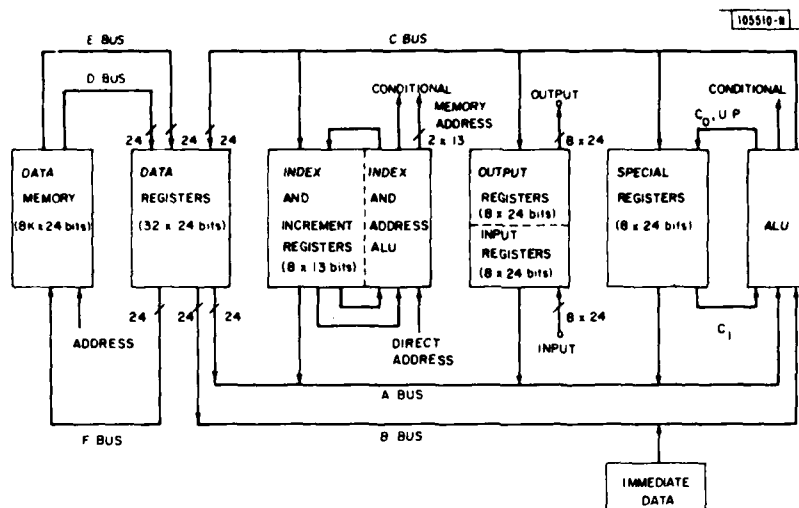 105510-N
E BUS
C BUS
D BUS
CONDITIONAL
MEMORY
ADDRESS
2 x 13
OUTPUT
8 x 24
C0, U P
CONDITIONAL
24
24
24
DATA
MEMORY
(8K x 24 bits)
DATA
REGISTERS
(32 x 24 bits)
INDEX
AND
INCREMENT
REGISTERS
(8 x 13 bits)
INDEX
AND
ADDRESS
ALU
OUTPUT
REGISTERS
(8 x 24 bits)
INPUT
REGISTERS
(8 x 24 bits)
SPECIAL
REGISTERS
(8 x 24 bits)
ALU
24
24
24
ADDRESS
DIRECT
ADDRESS
8 x 24
INPUT
C1
A BUS
F BUS
B BUS
IMMEDIATE
DATA